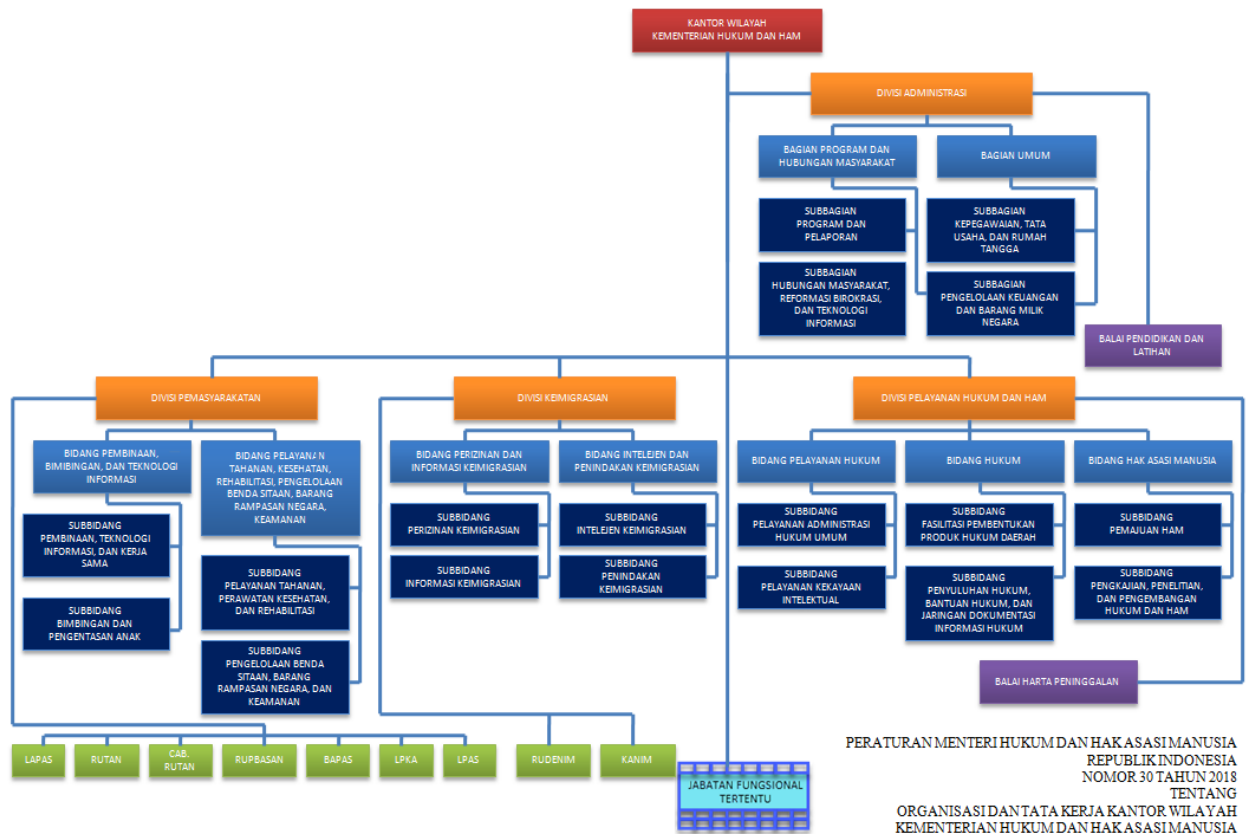 KANTOR WILAYAH
KEMENTERIAN HUKUM DAN HAM
DIVISI ADMINISTRASI
BAGIAN PROGRAM DAN
HUBUNGAN MASYARAKAT
BAGIAN UMUM
SUBBAGIAN
PROGRAM DAN
PELAPORAN
SUBBAGIAN
KEPEGAWAIAN, TATA
USAHA, DAN RUMAH
TANGGA
SUBBAGIAN
HUBUNGAN MASYARAKAT,
REFORMASI BIROKRASI,
DAN TEKNOLOGI
INFORMASI
SUBBAGIAN
PENGELOLAAN KEUANGAN
DAN BARANG MILIK
NEGARA
BALAI PENDIDIKAN DAN
LATIHAN
DIVISI PEMASYARAKATAN
DIVISI KEIMIGRASIAN
DIVISI PELAYANAN HUKUM DAN HAM
BIDANG PEMBINAAN,
BIMIBINGAN, DAN TEKNOLOGI
INFORMASI
BIDANG PELAYANAN
TAHANAN, KESEHATAN,
REHABILITASI, PENGELOLAAN
BENDA SITAAN, BARANG
RAMPASAN NEGARA,
KEAMANAN
BIDANG PERIZINAN DAN
INFORMASI KEIMIGRASIAN
BIDANG INTELEJEN DAN
PENINDAKAN KEIMIGRASIAN
BIDANG PELAYANAN HUKUM
BIDANG HUKUM
BIDANG HAK ASASI MANUSIA
SUBBIDANG
PEMBINAAN, TEKNOLOGI
INFORMASI, DAN KERJA
SAMA
SUBBIDANG
PERIZINAN KEIMIGRASIAN
SUBBIDANG
INTELEJEN KEIMIGRASIAN
SUBBIDANG
PELAYANAN ADMINISTRASI
HUKUM UMUM
SUBBIDANG
FASILITASI PEMBENTUKAN
PRODUK HUKUM DAERAH
SUBBIDANG
PEMAJUAN HAM
SUBBIDANG
PELAYANAN TAHANAN,
PERAWATAN KESEHATAN,
DAN REHABILITASI
SUBBIDANG
INFORMASI KEIMIGRASIAN
SUBBIDANG
PENINDAKAN
KEIMIGRASIAN
SUBBIDANG
PELAYANAN KEKAYAAN
INTELEKTUAL
SUBBIDANG
PENYULUHAN HUKUM,
BANTUAN HUKUM, DAN
JARINGAN DOKUMENTASI
INFORMASI HUKUM
SUBBIDANG
PENGKAJIAN, PENELITIAN,
DAN PENGEMBANGAN
HUKUM DAN HAM
SUBBIDANG
BIMBINGAN DAN
PENGENTASAN ANAK
SUBBIDANG
PENGELOLAAN BENDA
SITAAN, BARANG
RAMPASAN NEGARA, DAN
KEAMANAN
BALAI HARTA PENINGGALAN
LAPAS
RUTAN
CAB.
RUTAN
RUPBASAN
BAPAS
LPKA
LPAS
RUDENIM
KANIM
JABATAN FUNGSIONAL
TERTENTU
PERATURAN MENTERI HUKUM DAN HAK ASASI MANUSIA
REPUBLIK INDONESIA
NOMOR 30 TAHUN 2018
TENTANG
ORGANISASI DAN TATA KERJA KANTOR WILAYAH
KEMENTERIAN HUKUM DAN HAK ASASI MANUSIA